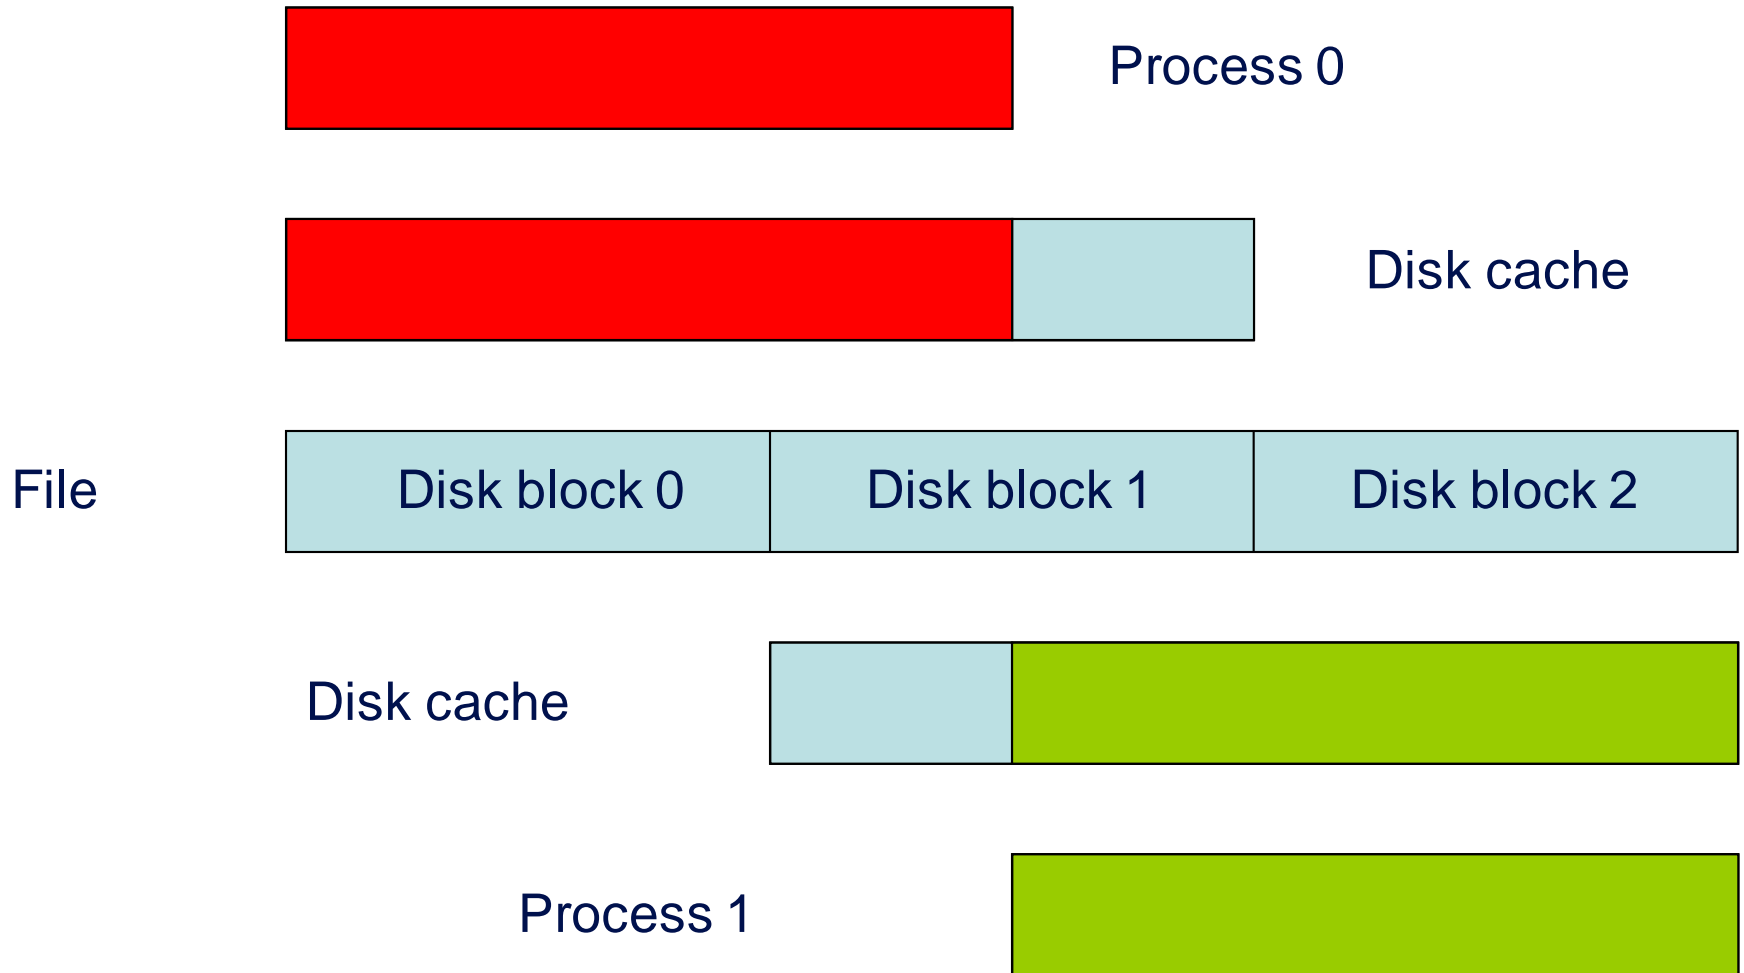 Process 0
Disk cache
File
Disk block 0
Disk block 1
Disk block 2
Disk cache
Process 1